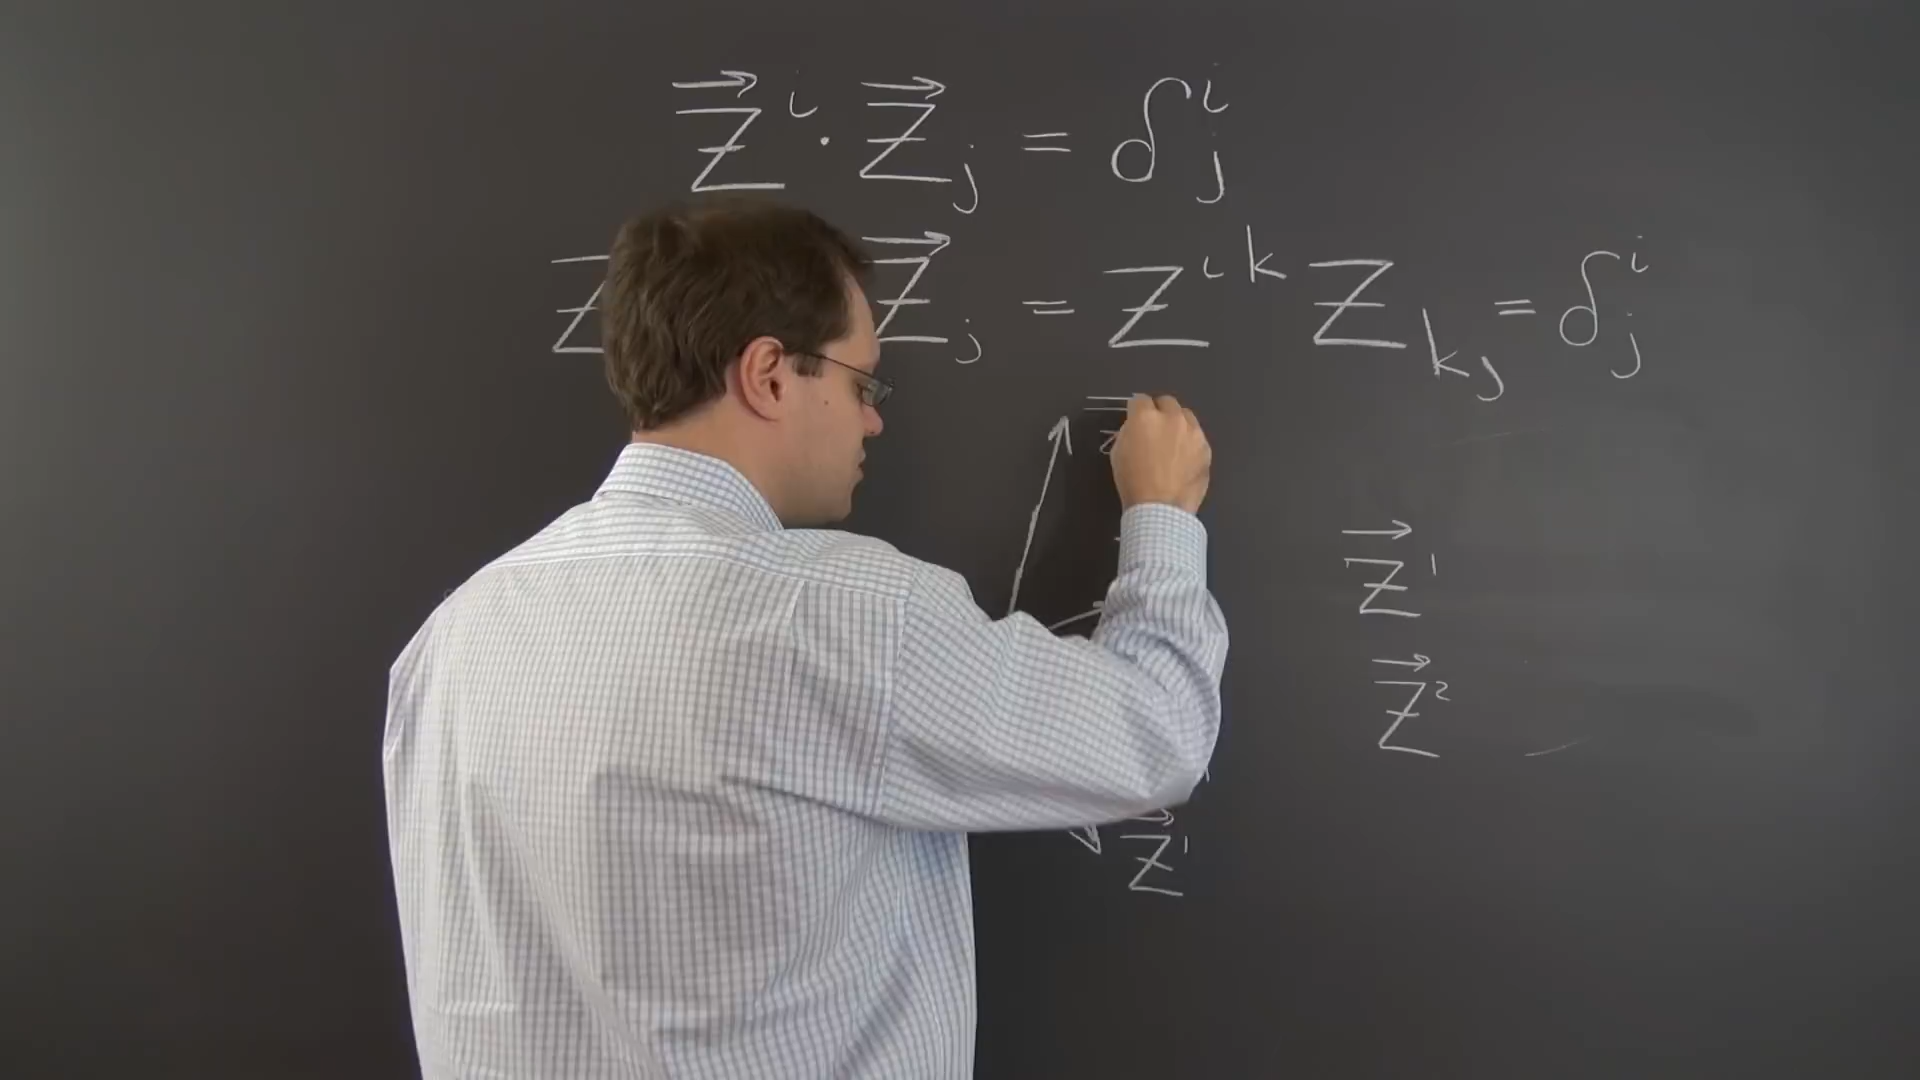 Z⃗ⁱ · Z⃗ⱼ = δⁱⱼ
Z Z⃗ⱼ = Zⁱᵏ Zₖⱼ = δⁱⱼ
Z⃗¹
Z⃗²
Z⃗¹